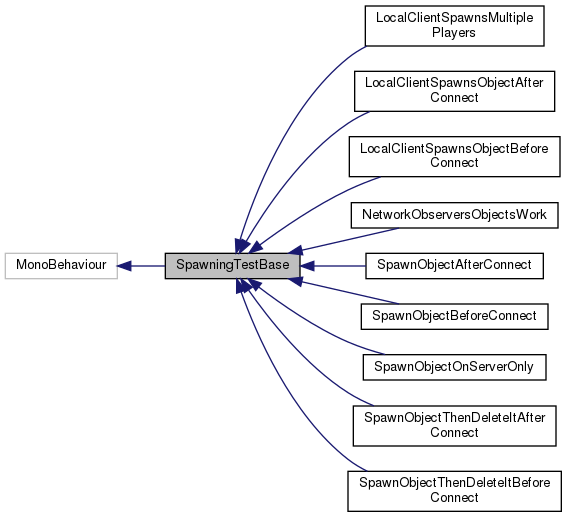 LocalClientSpawnsMultiple
Players
LocalClientSpawnsObjectAfter
Connect
LocalClientSpawnsObjectBefore
Connect
NetworkObserversObjectsWork
MonoBehaviour
SpawningTestBase
SpawnObjectAfterConnect
SpawnObjectBeforeConnect
SpawnObjectOnServerOnly
SpawnObjectThenDeleteItAfter
Connect
SpawnObjectThenDeleteItBefore
Connect